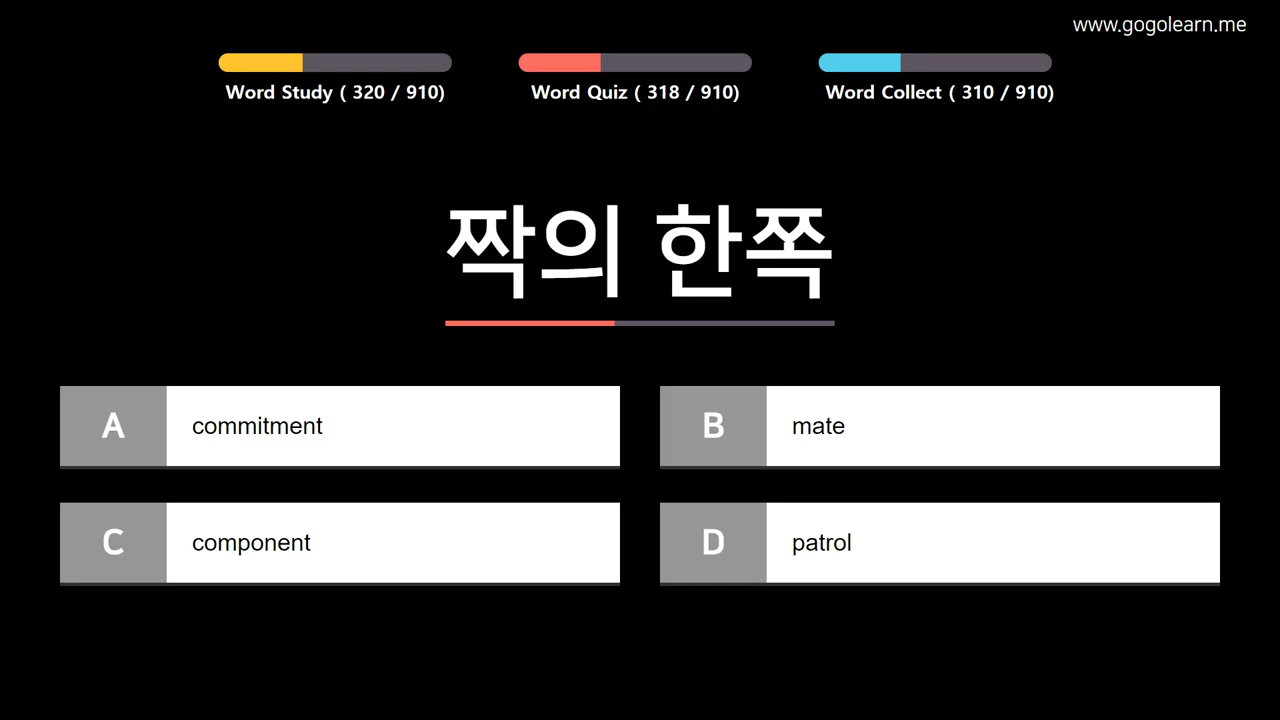 www.gogolearn.me
Word Study ( 320 / 910)
Word Quiz ( 318 / 910)
Word Collect ( 310 / 910)
짝의 한쪽
A commitment
B mate
C component
D patrol